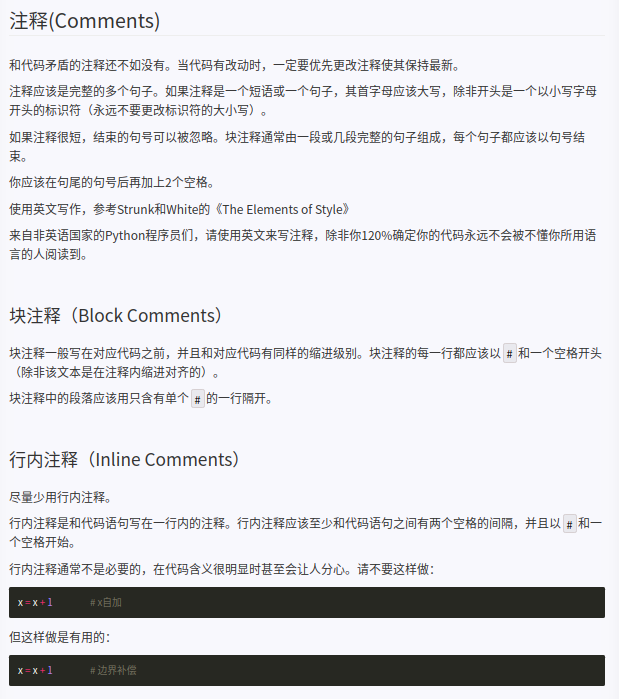 注释(Comments)
和代码矛盾的注释还不如没有。当代码有改动时，一定要优先更改注释使其保持最新。
注释应该是完整的多个句子。如果注释是一个短语或一个句子，其首字母应该大写，除非开头是一个以小写字母
开头的标识符（永远不要更改标识符的大小写）。
如果注释很短，结束的句号可以被忽略。块注释通常由一段或几段完整的句子组成，每个句子都应该以句号结
束。
你应该在句尾的句号后再加上2个空格。
使用英文写作，参考Strunk和White的《The Elements of Style》
来自非英语国家的Python程序员们，请使用英文来写注释，除非你120%确定你的代码永远不会被不懂你所用语
言的人阅读到。
块注释（Block Comments）
块注释一般写在对应代码之前，并且和对应代码有同样的缩进级别。块注释的每一行都应该以 # 和一个空格开头
（除非该文本是在注释内缩进对齐的）。
块注释中的段落应该用只含有单个 # 的一行隔开。
行内注释（Inline Comments）
尽量少用行内注释。
行内注释是和代码语句写在一行内的注释。行内注释应该至少和代码语句之间有两个空格的间隔，并且以 # 和一
个空格开始。
行内注释通常不是必要的，在代码含义很明显时甚至会让人分心。请不要这样做：
x = x + 1 # x自加
但这样做是有用的：
x = x + 1 # 边界补偿